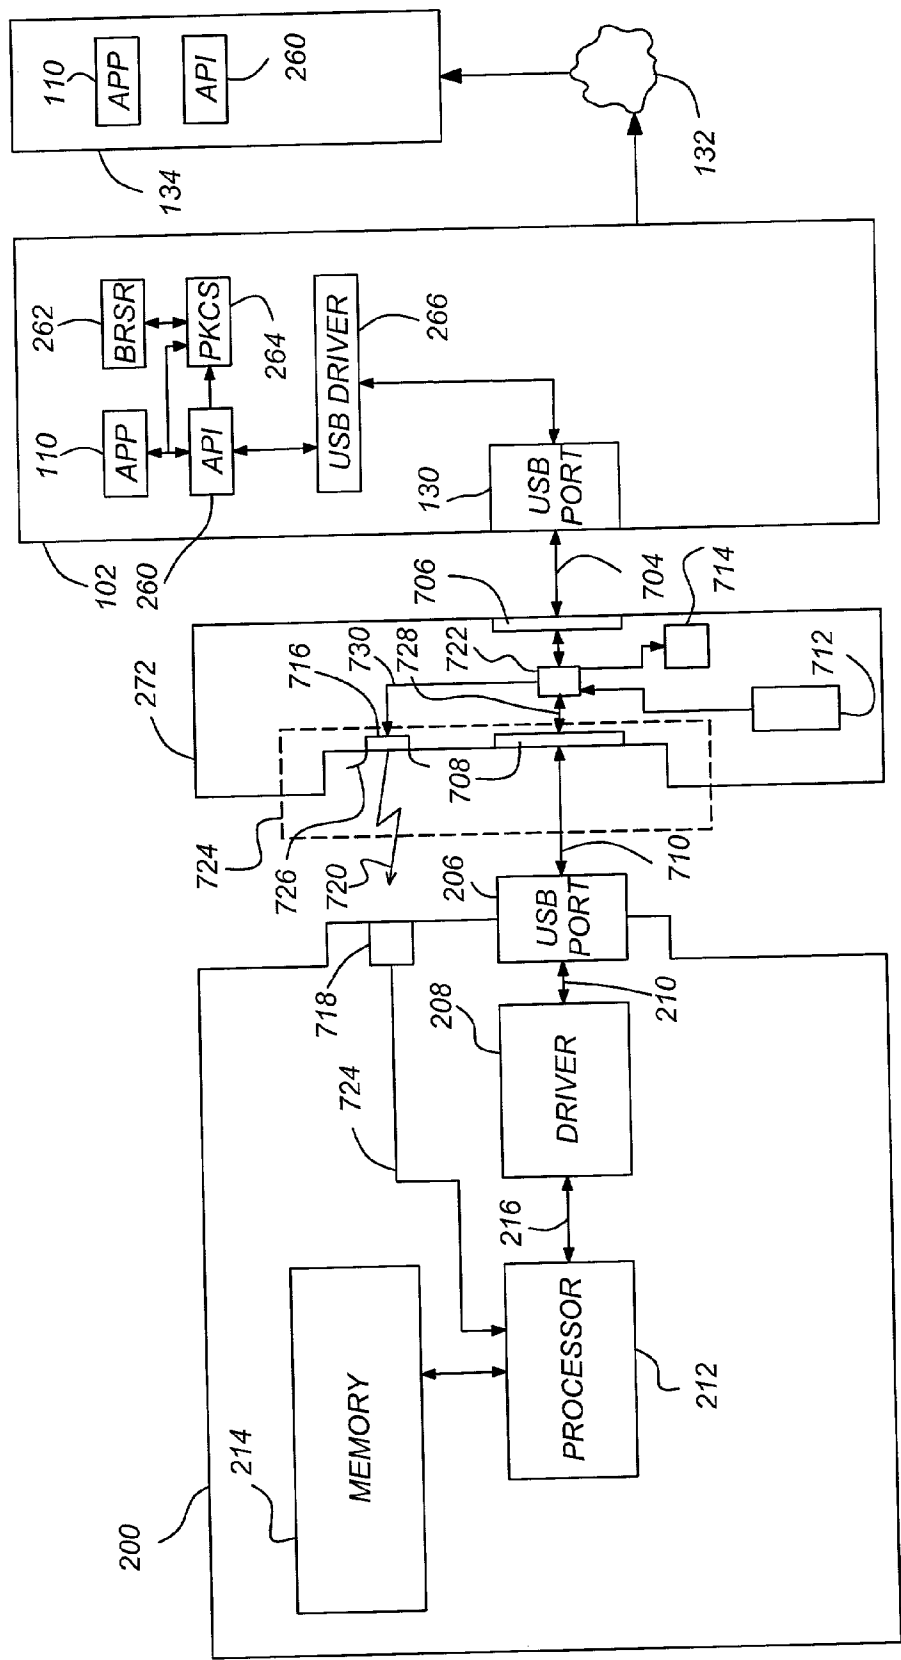 200
214
MEMORY
PROCESSOR
212
216
724
718
208
DRIVER
210
206
USB
PORT
720
726
724
710
708
272
716
730
728
722
706
704
714
712
102
260
110
APP
API
262
BRSR
PKCS
264
USB DRIVER
266
130
USB
PORT
134
110
APP
API
260
132